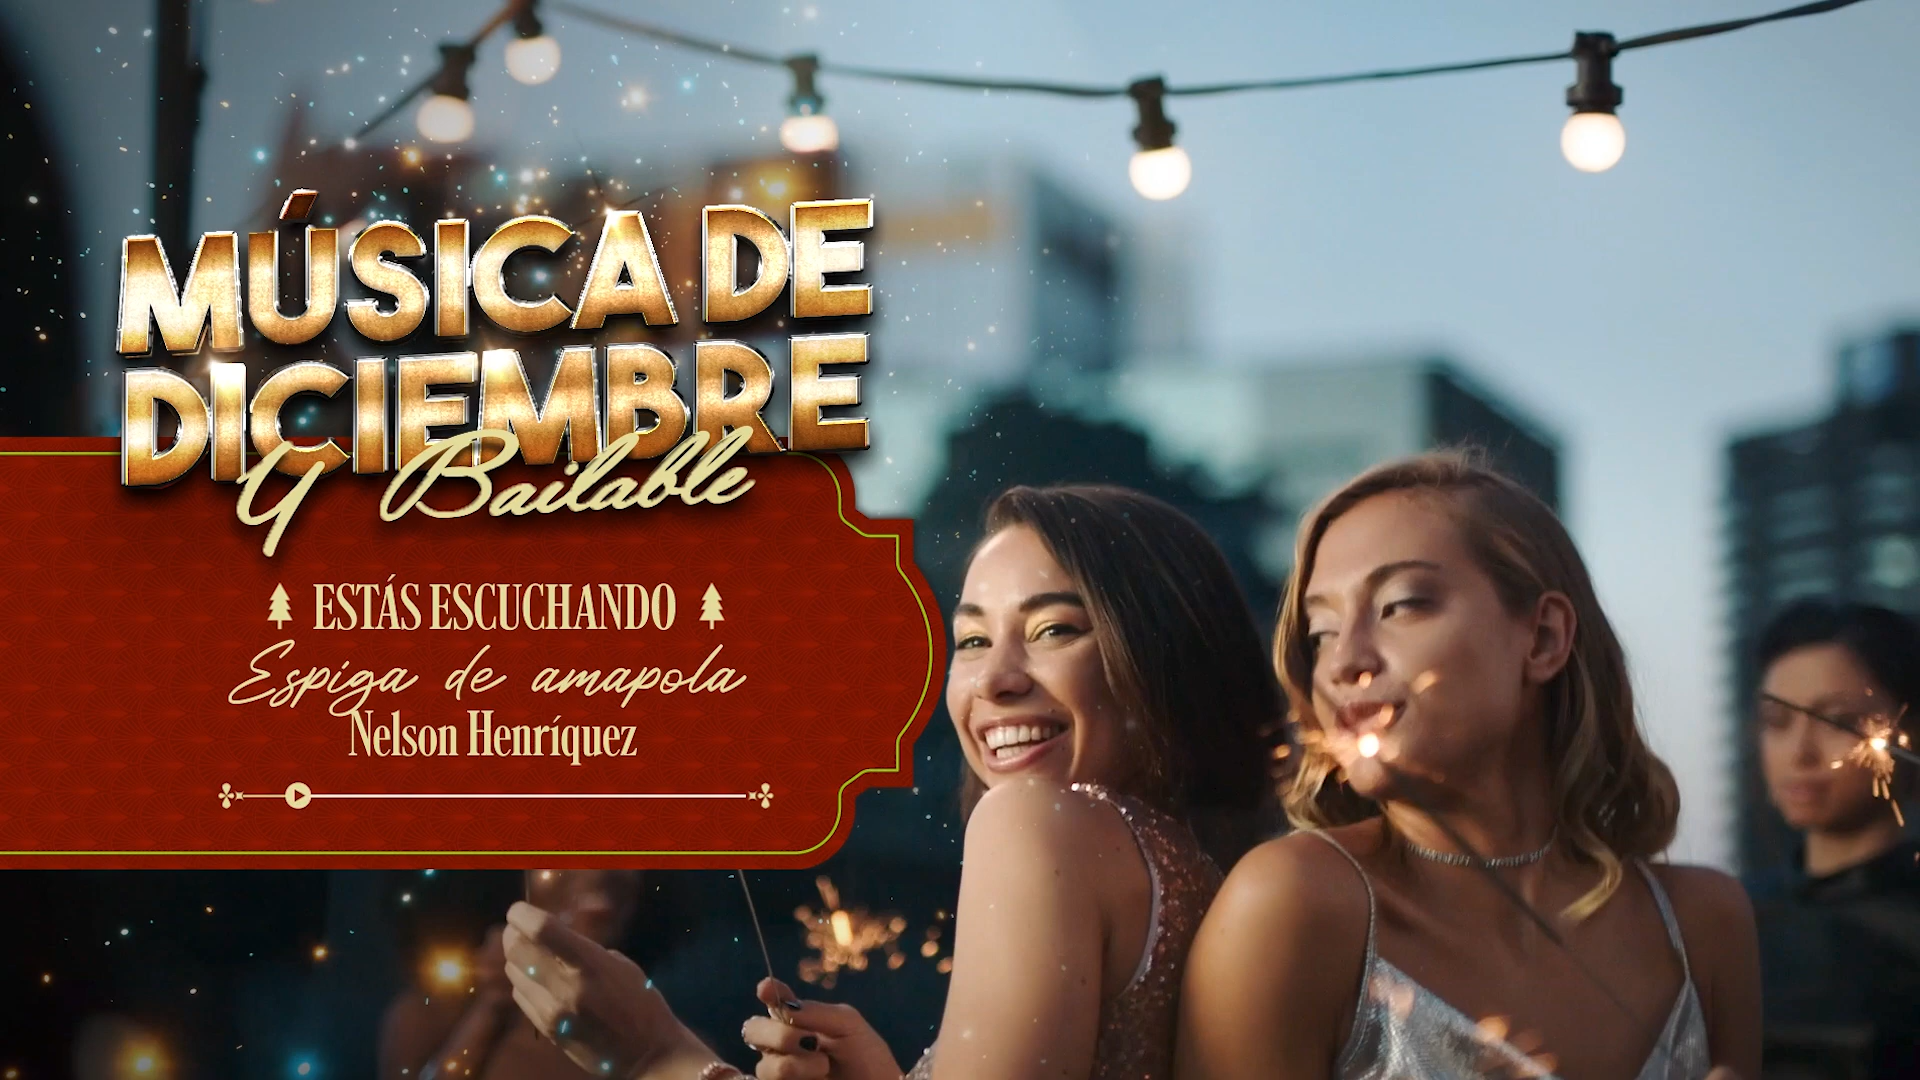 MÚSICA DE
DICIEMBRE
Y Bailable
ESTÁS ESCUCHANDO
Espiga de amapola
Nelson Henríquez